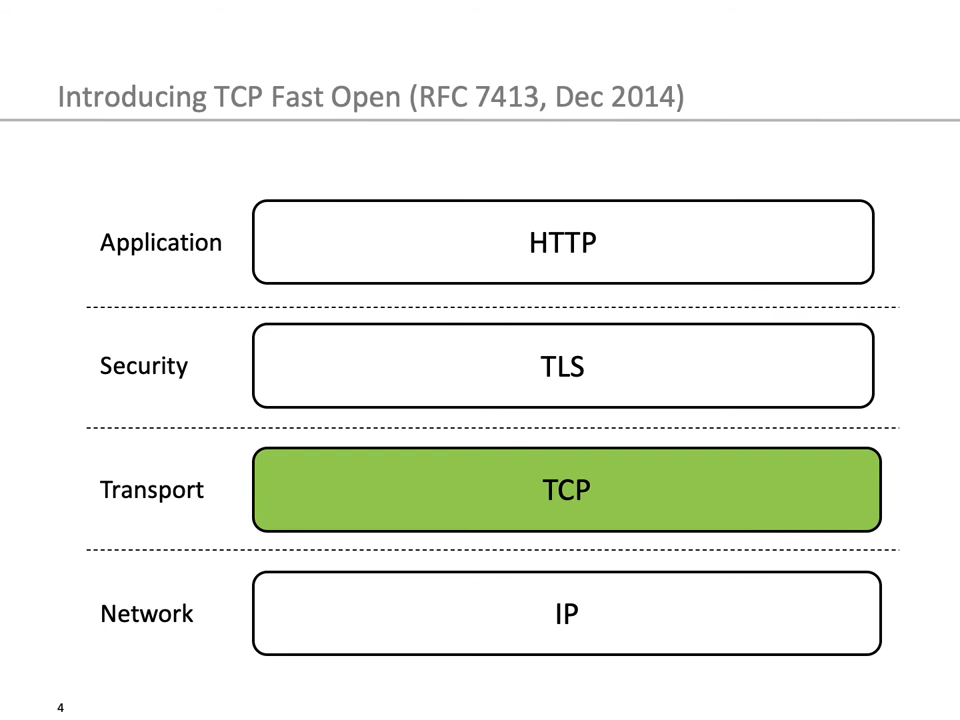 Introducing TCP Fast Open (RFC 7413, Dec 2014)
Application HTTP
Security TLS
Transport TCP
Network IP
4